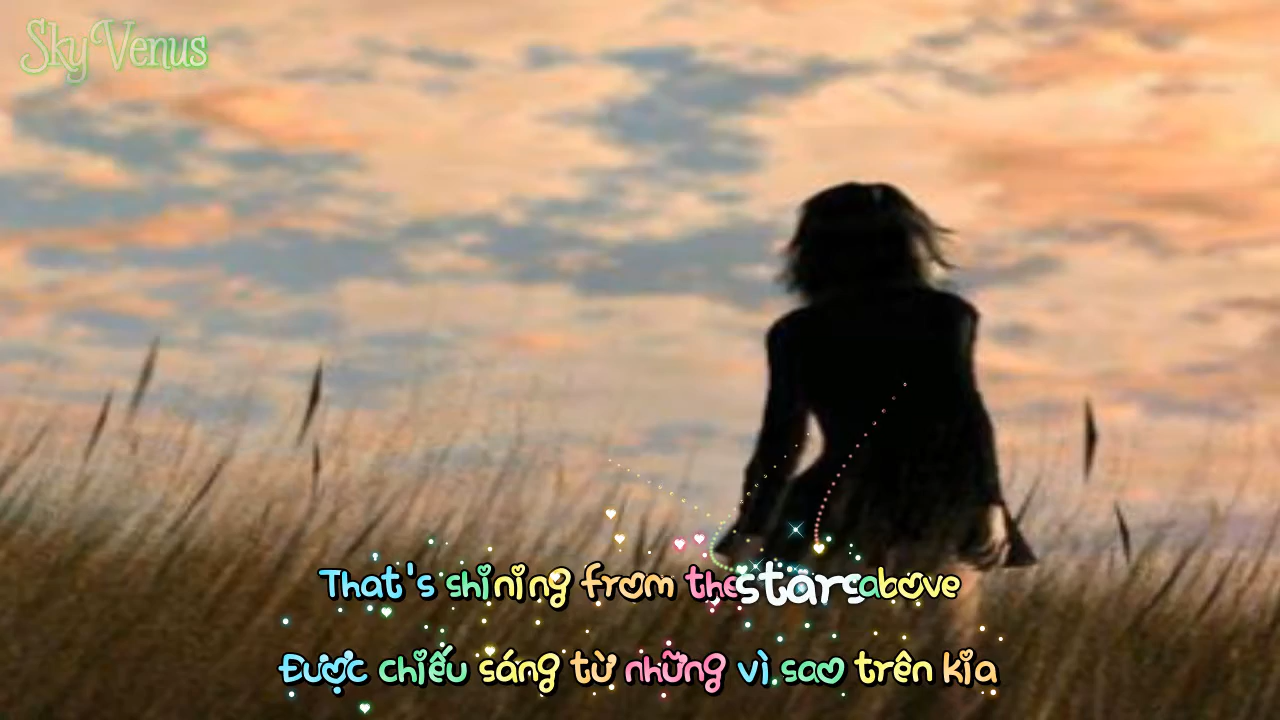 Sky Venus
That's shining from the stars above
Được chiếu sáng từ những vì sao trên kia